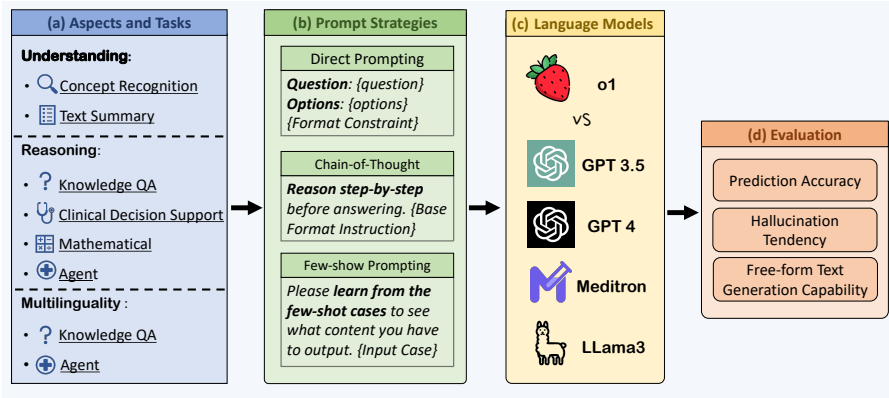 (a) Aspects and Tasks
Understanding:
Concept Recognition
Text Summary
Reasoning:
Knowledge QA
Clinical Decision Support
Mathematical
Agent
Multilinguality :
Knowledge QA
Agent
(b) Prompt Strategies
Direct Prompting
Question: {question}
Options: {options}
{Format Constraint}
Chain-of-Thought
Reason step-by-step
before answering. {Base
Format Instruction}
Few-show Prompting
Please learn from the
few-shot cases to see
what content you have
to output. {Input Case}
(c) Language Models
o1
vS
GPT 3.5
GPT 4
Meditron
LLama3
(d) Evaluation
Prediction Accuracy
Hallucination
Tendency
Free-form Text
Generation Capability